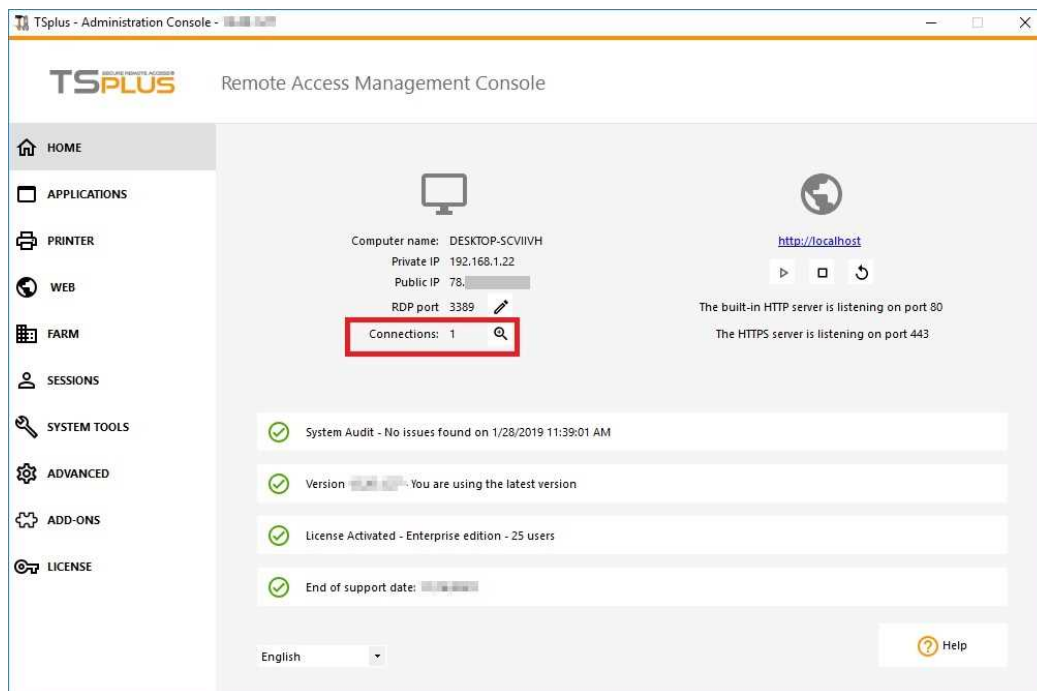 TSplus - Administration Console -
TSPLUS
SECURE REMOTE ACCESS
Remote Access Management Console
HOME
APPLICATIONS
PRINTER
WEB
FARM
SESSIONS
SYSTEM TOOLS
ADVANCED
ADD-ONS
LICENSE
Computer name: DESKTOP-SCVIIVH
Private IP 192.168.1.22
Public IP 78.
RDP port 3389
Connections: 1
http://localhost
The built-in HTTP server is listening on port 80
The HTTPS server is listening on port 443
System Audit - No issues found on 1/28/2019 11:39:01 AM
Version - You are using the latest version
License Activated - Enterprise edition - 25 users
End of support date:
English
Help